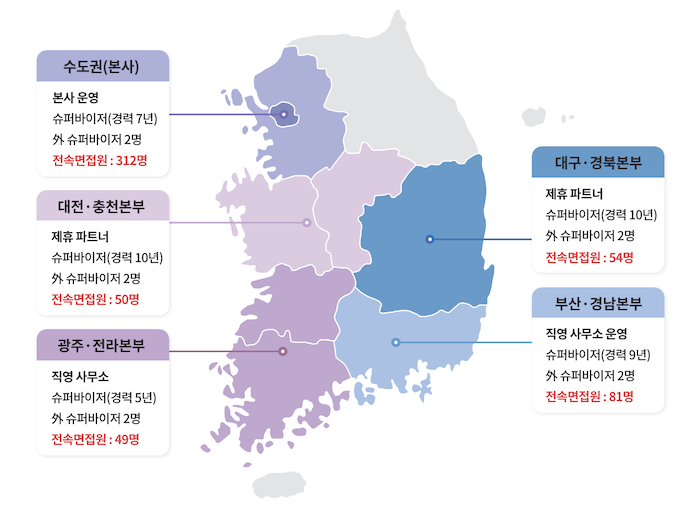 수도권(본사)
본사 운영
슈퍼바이저(경력 7년)
外 슈퍼바이저 2명
전속면접원 : 312명
대전·충천본부
제휴 파트너
슈퍼바이저(경력 10년)
外 슈퍼바이저 2명
전속면접원 : 50명
광주·전라본부
직영 사무소
슈퍼바이저(경력 5년)
外 슈퍼바이저 2명
전속면접원 : 49명
대구·경북본부
제휴 파트너
슈퍼바이저(경력 10년)
外 슈퍼바이저 2명
전속면접원 : 54명
부산·경남본부
직영 사무소 운영
슈퍼바이저(경력 9년)
外 슈퍼바이저 2명
전속면접원 : 81명